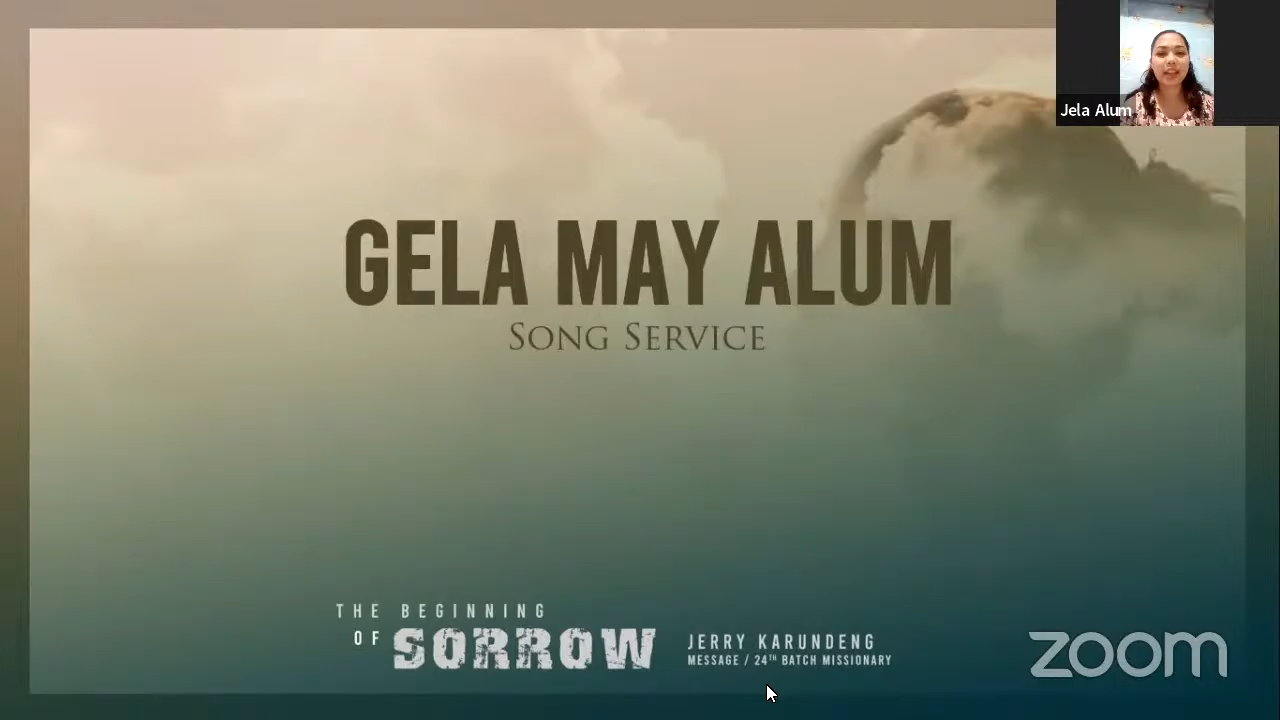 Jela Alum
GELA MAY ALUM
SONG SERVICE
THE BEGINNING
OF SORROW
JERRY KARUNDENG
MESSAGE / 24TH BATCH MISSIONARY
zoom